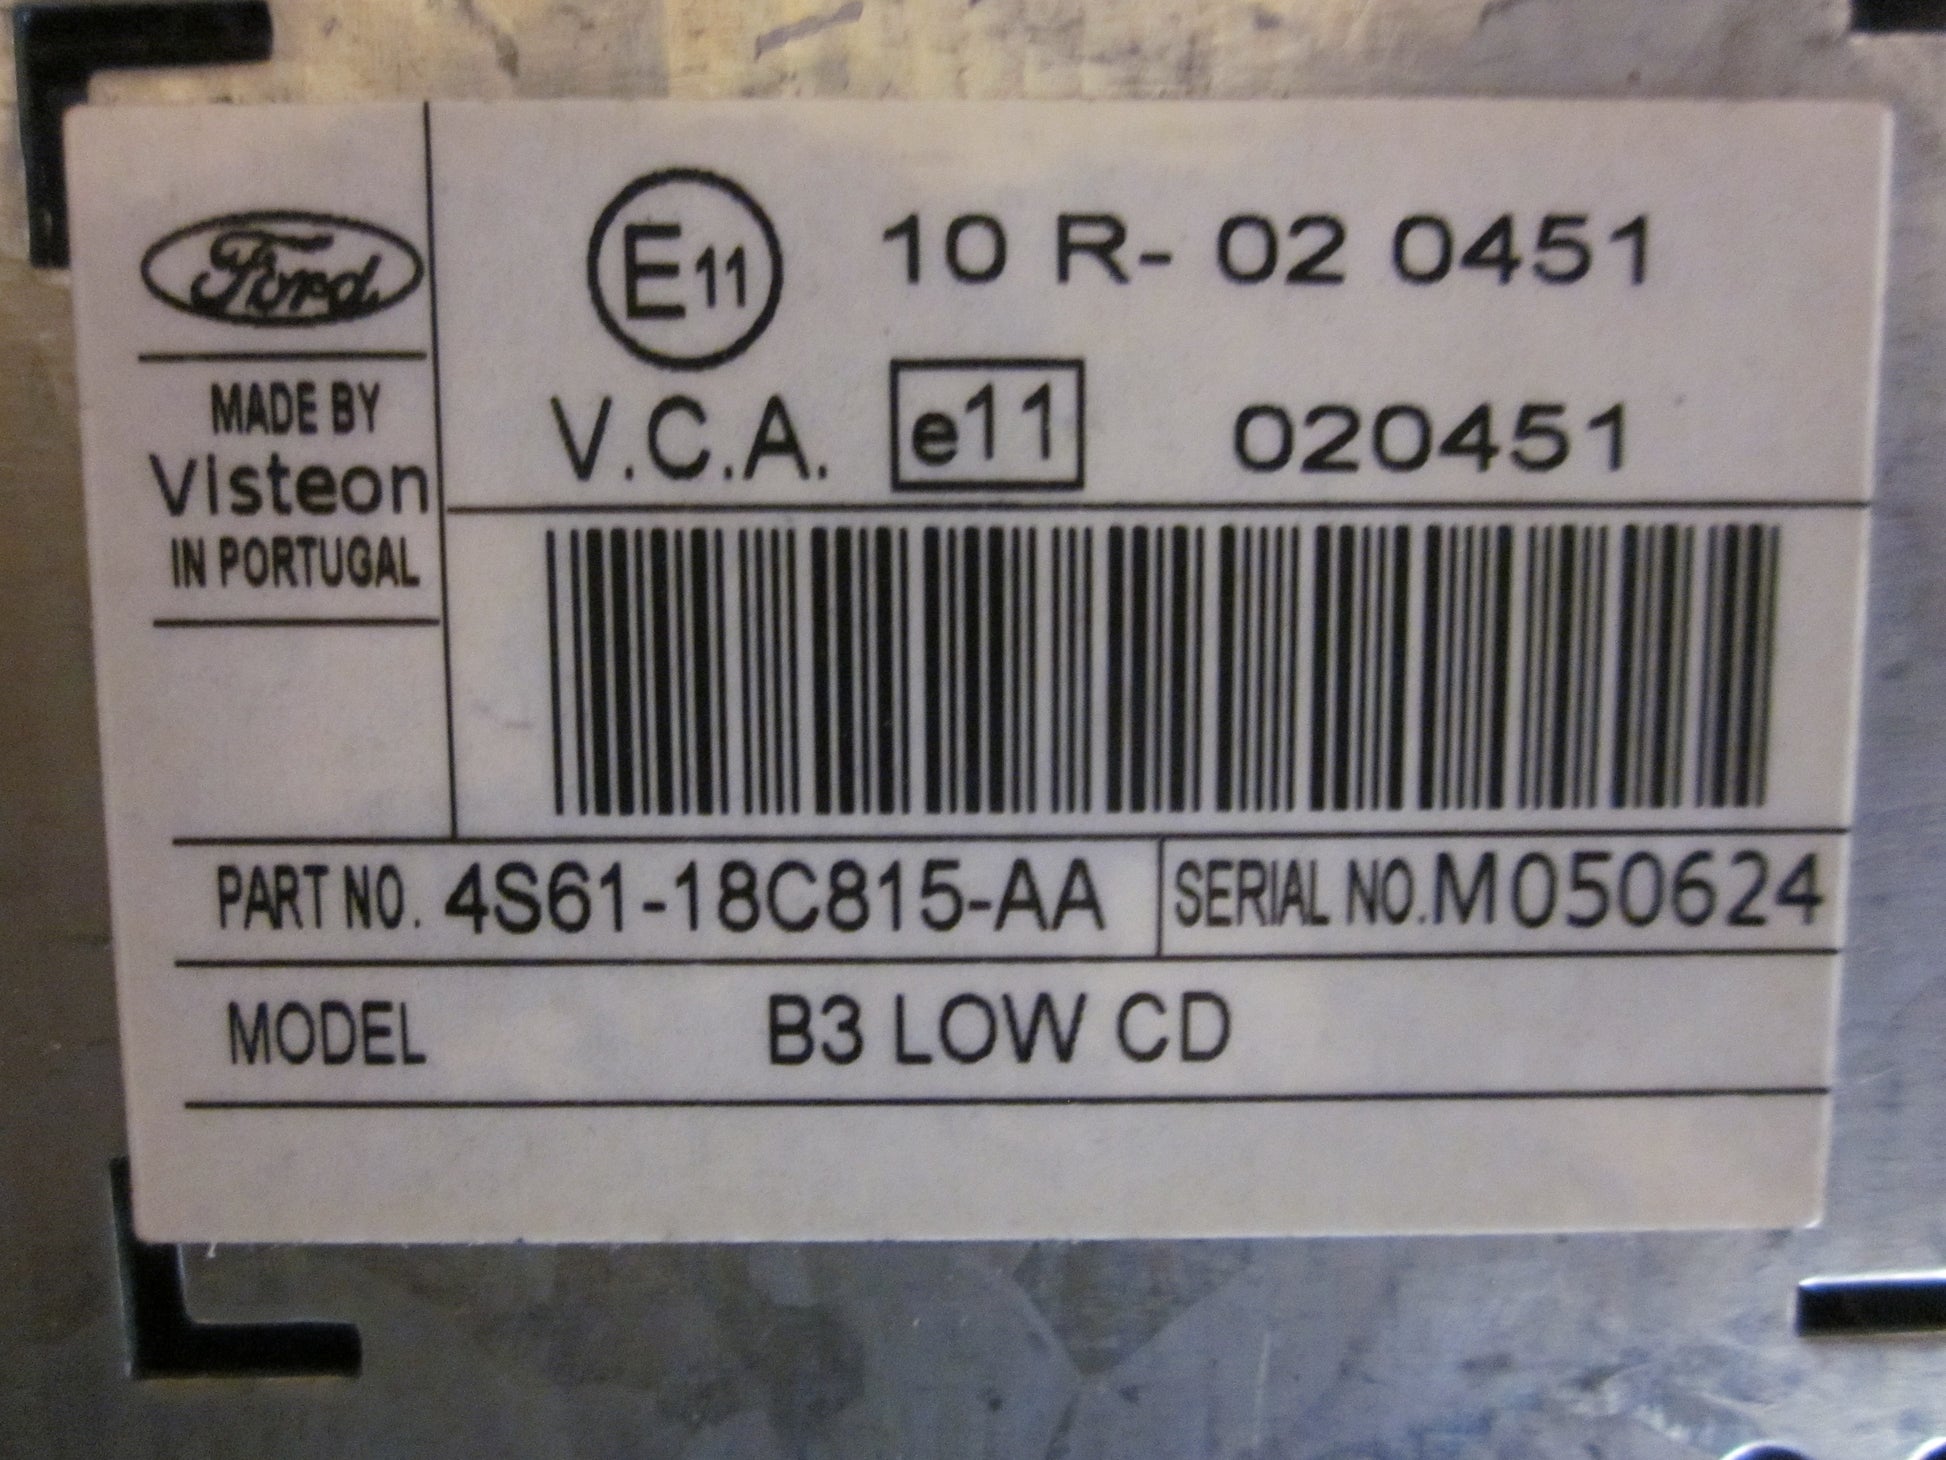 Ford
MADE BY
Visteon
IN PORTUGAL
E11 10 R- 02 0451
V.C.A. e11 020451
PART NO. 4S61-18C815-AA SERIAL NO.M050624
MODEL B3 LOW CD